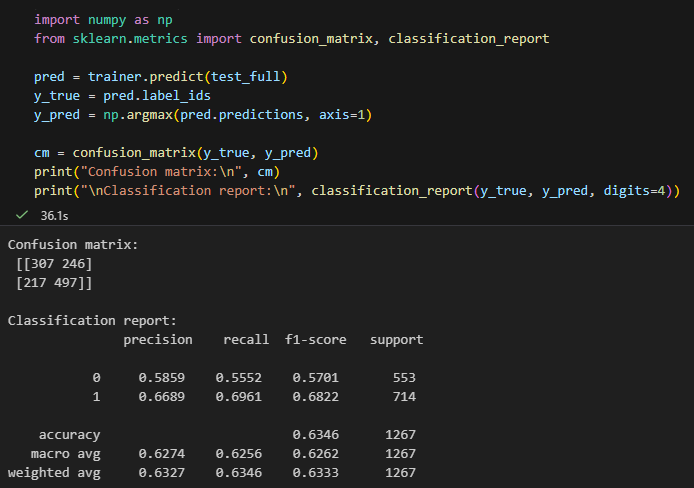 import numpy as np
from sklearn.metrics import confusion_matrix, classification_report
pred = trainer.predict(test_full)
y_true = pred.label_ids
y_pred = np.argmax(pred.predictions, axis=1)
cm = confusion_matrix(y_true, y_pred)
print("Confusion matrix:\n", cm)
print("\nClassification report:\n", classification_report(y_true, y_pred, digits=4))
36.1s
Confusion matrix:
[[307 246]
[217 497]]
Classification report:
precision recall f1-score support
0 0.5859 0.5552 0.5701 553
1 0.6689 0.6961 0.6822 714
accuracy 0.6346 1267
macro avg 0.6274 0.6256 0.6262 1267
weighted avg 0.6327 0.6346 0.6333 1267